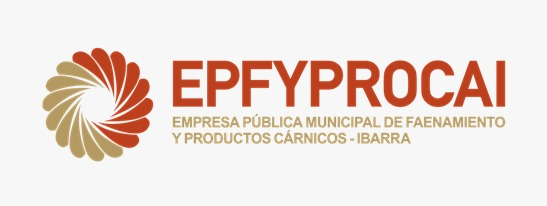 EPFYPROCAI
EMPRESA PÚBLICA MUNICIPAL DE FAENAMIENTO
Y PRODUCTOS CÁRNICOS - IBARRA